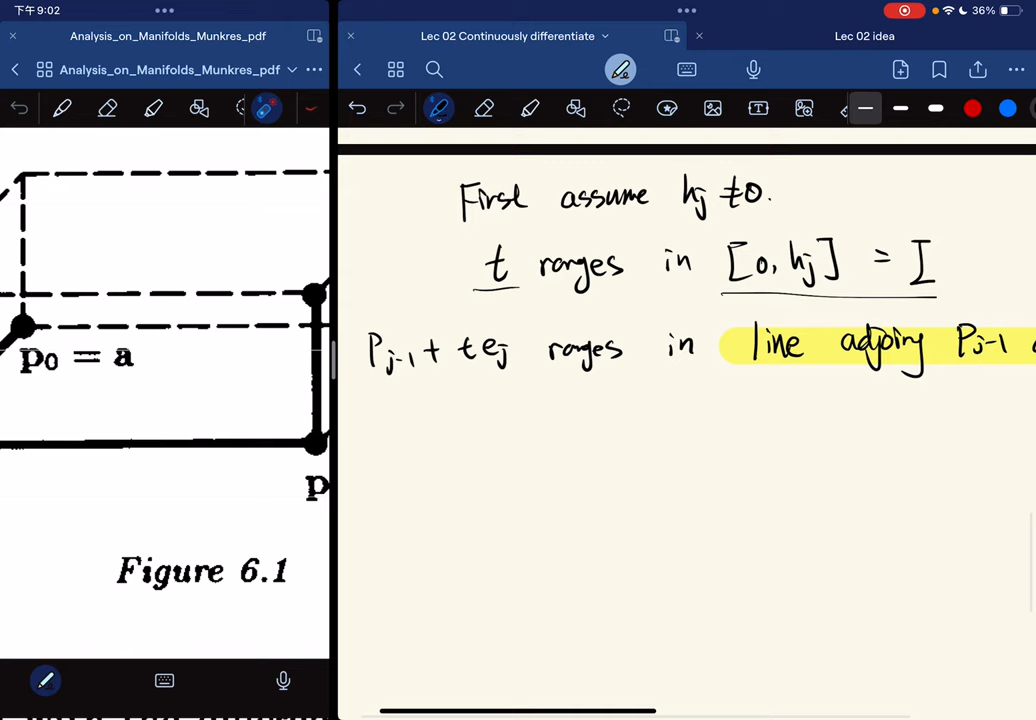 下午9:02
36%
Analysis_on_Manifolds_Munkres_pdf
Lec 02 Continuously differentiate
Lec 02 idea
Analysis_on_Manifolds_Munkres_pdf
p₀ = a
p
Figure 6.1
First assume hⱼ ≠0.
t ranges in [0, hⱼ] = I
Pⱼ₋₁ + teⱼ ranges in line adjoing Pⱼ₋₁